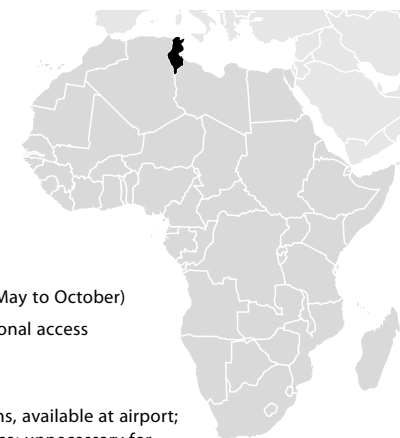 May to October)
onal access
ns, available at airport;